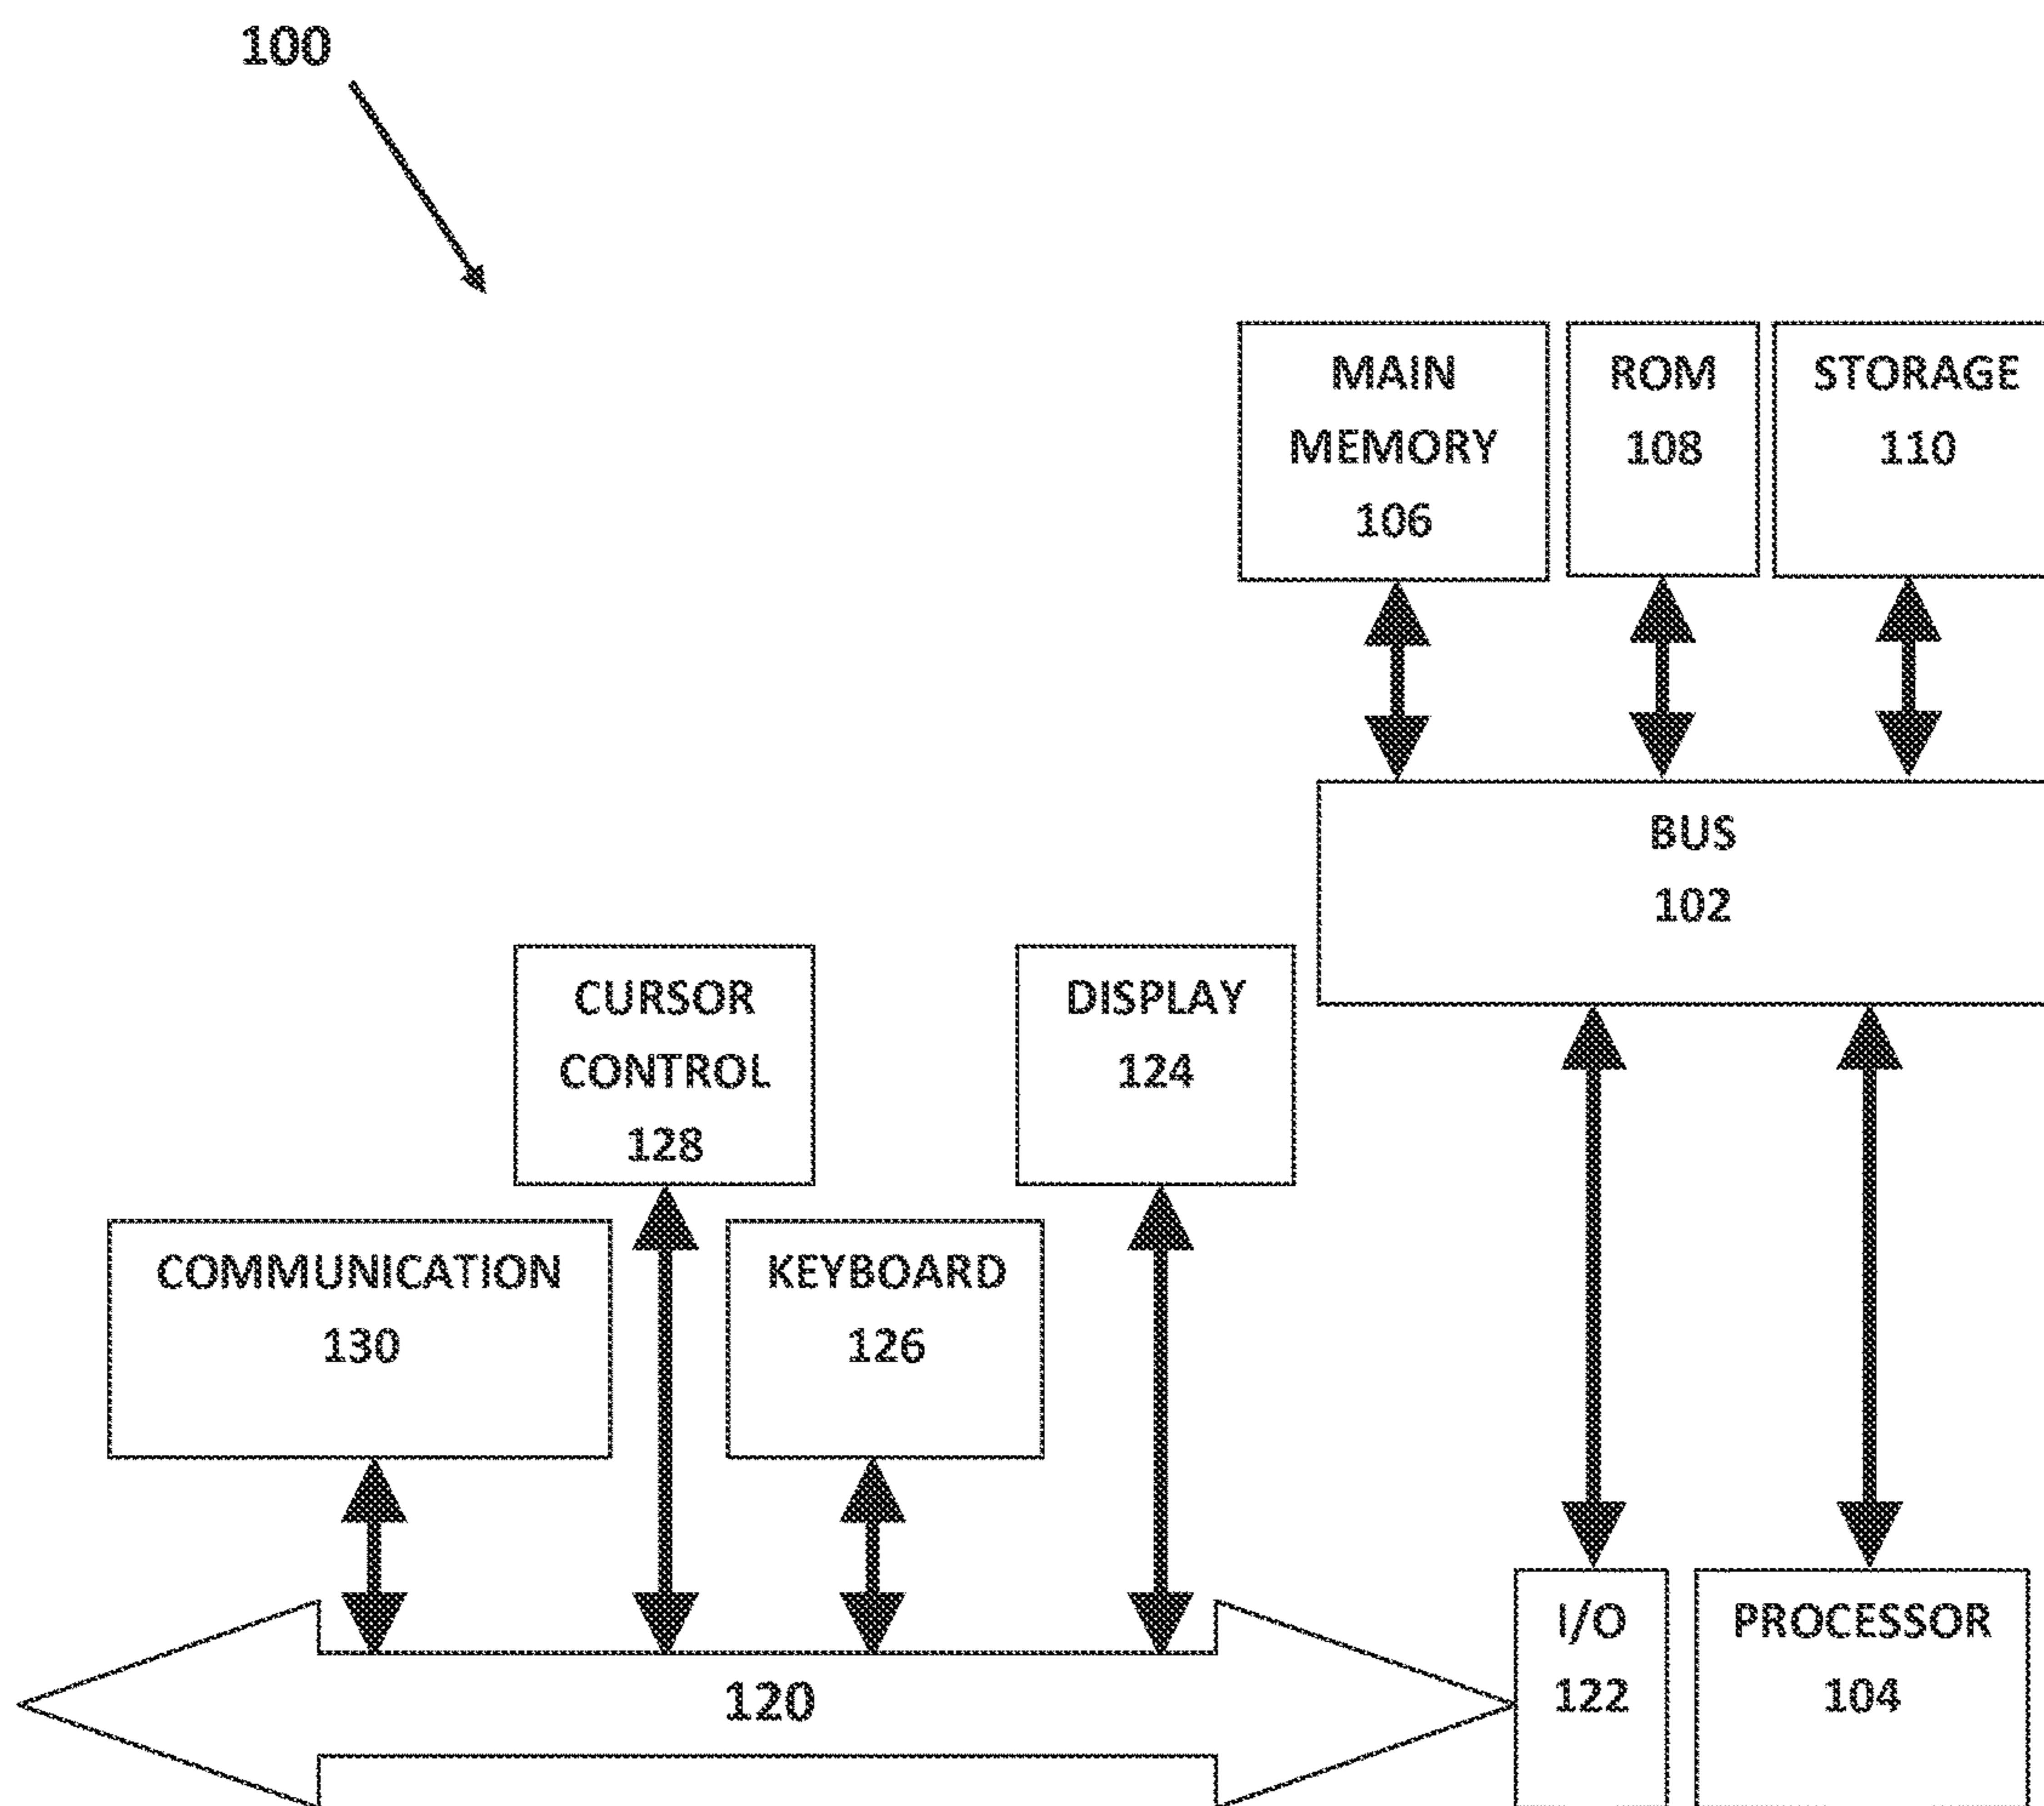 100
MAIN
MEMORY
106
ROM
108
STORAGE
110
BUS
102
CURSOR
CONTROL
128
DISPLAY
124
COMMUNICATION
130
KEYBOARD
126
120
I/O
122
PROCESSOR
104